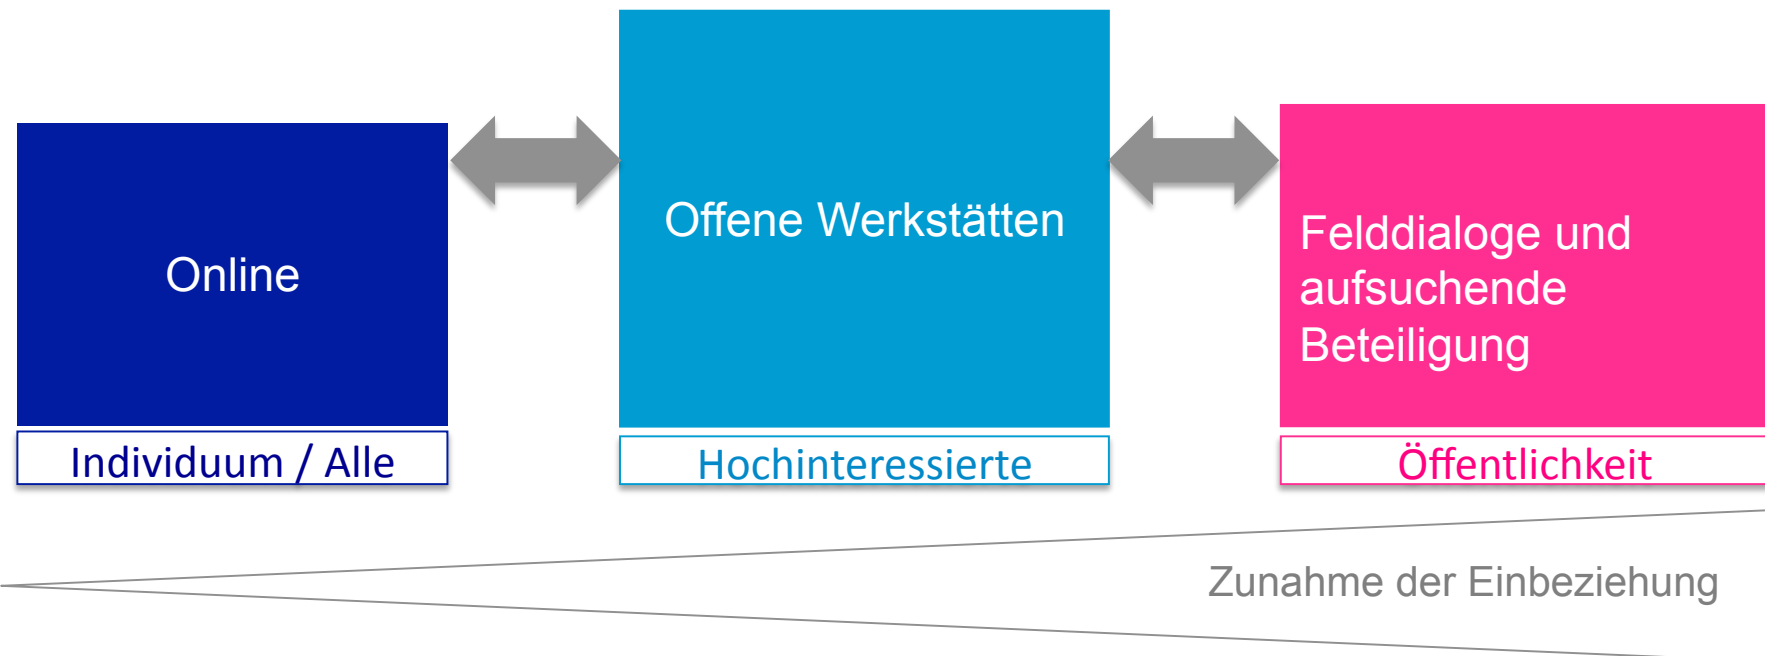 Online
Offene Werkstätten
Felddialoge und
aufsuchende
Beteiligung
Individuum / Alle
Hochinteressierte
Öffentlichkeit
Zunahme der Einbeziehung